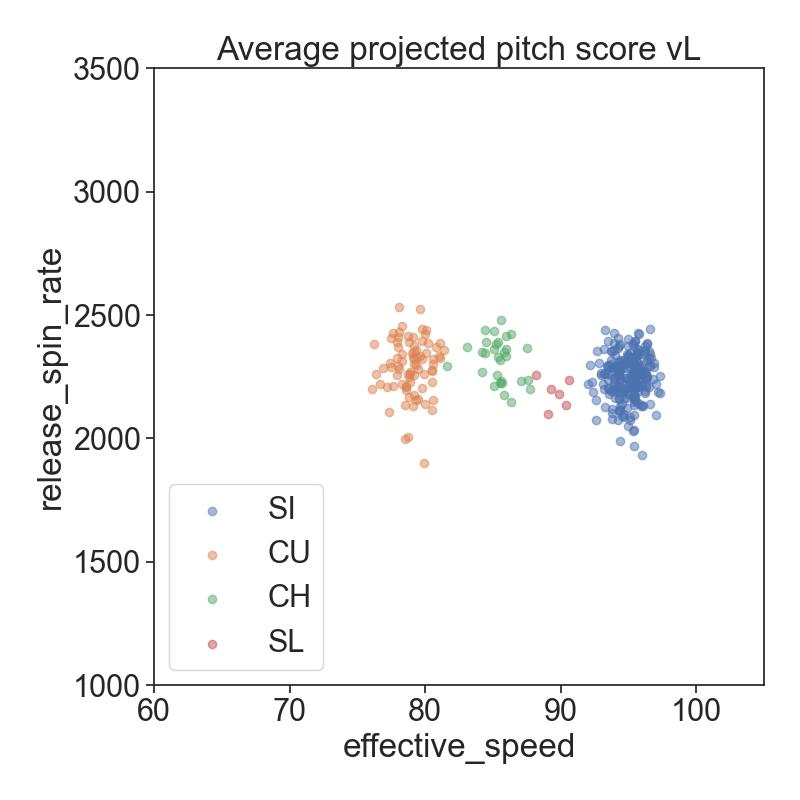 Average projected pitch score vL
3500
3000
2500
2000
1500
1000
release_spin_rate
SI
CU
CH
SL
60 70 80 90 100
effective_speed